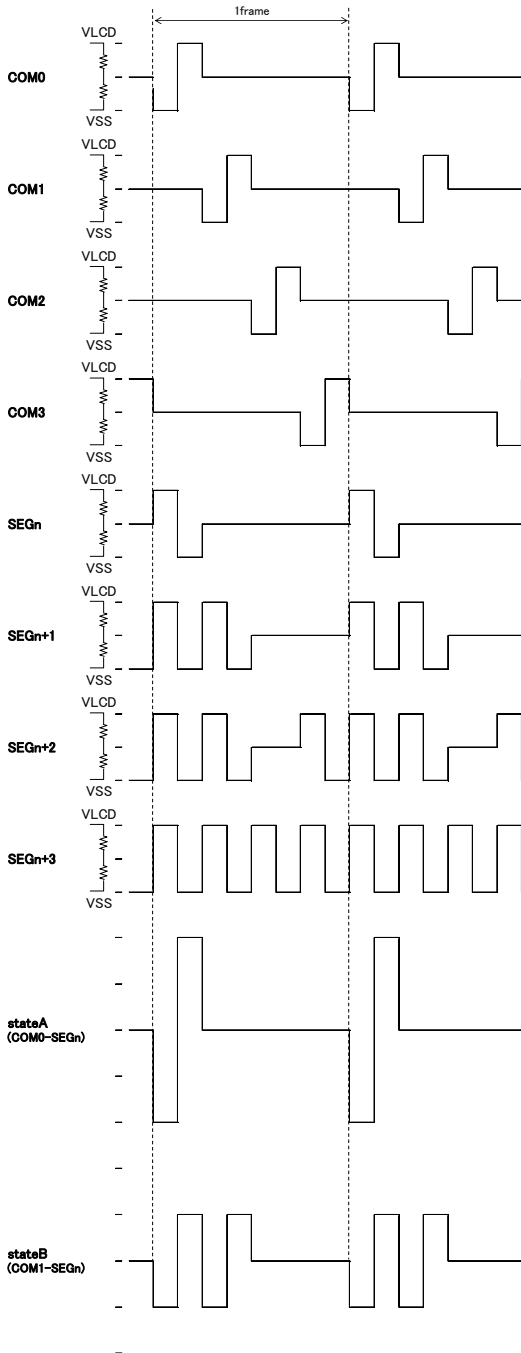 1frame
VLCD
COM0
VSS
VLCD
COM1
VSS
VLCD
COM2
VSS
VLCD
COM3
VSS
VLCD
SEGn
VSS
VLCD
SEGn+1
VSS
VLCD
SEGn+2
VSS
VLCD
SEGn+3
VSS
stateA
(COM0-SEGn)
stateB
(COM1-SEGn)